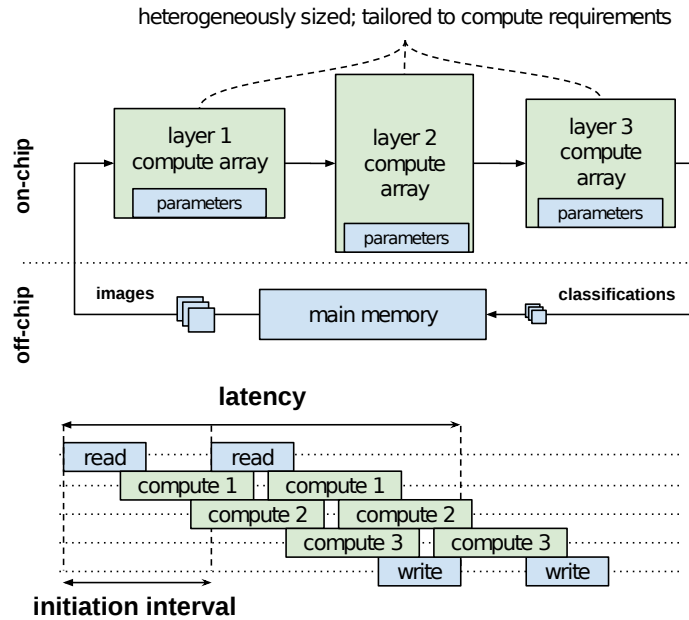 heterogeneously sized; tailored to compute requirements
on-chip
layer 1
compute array
parameters
layer 2
compute
array
parameters
layer 3
compute
array
parameters
off-chip
images
main memory
classifications
latency
read
read
compute 1
compute 1
compute 2
compute 2
compute 3
compute 3
write
write
initiation interval